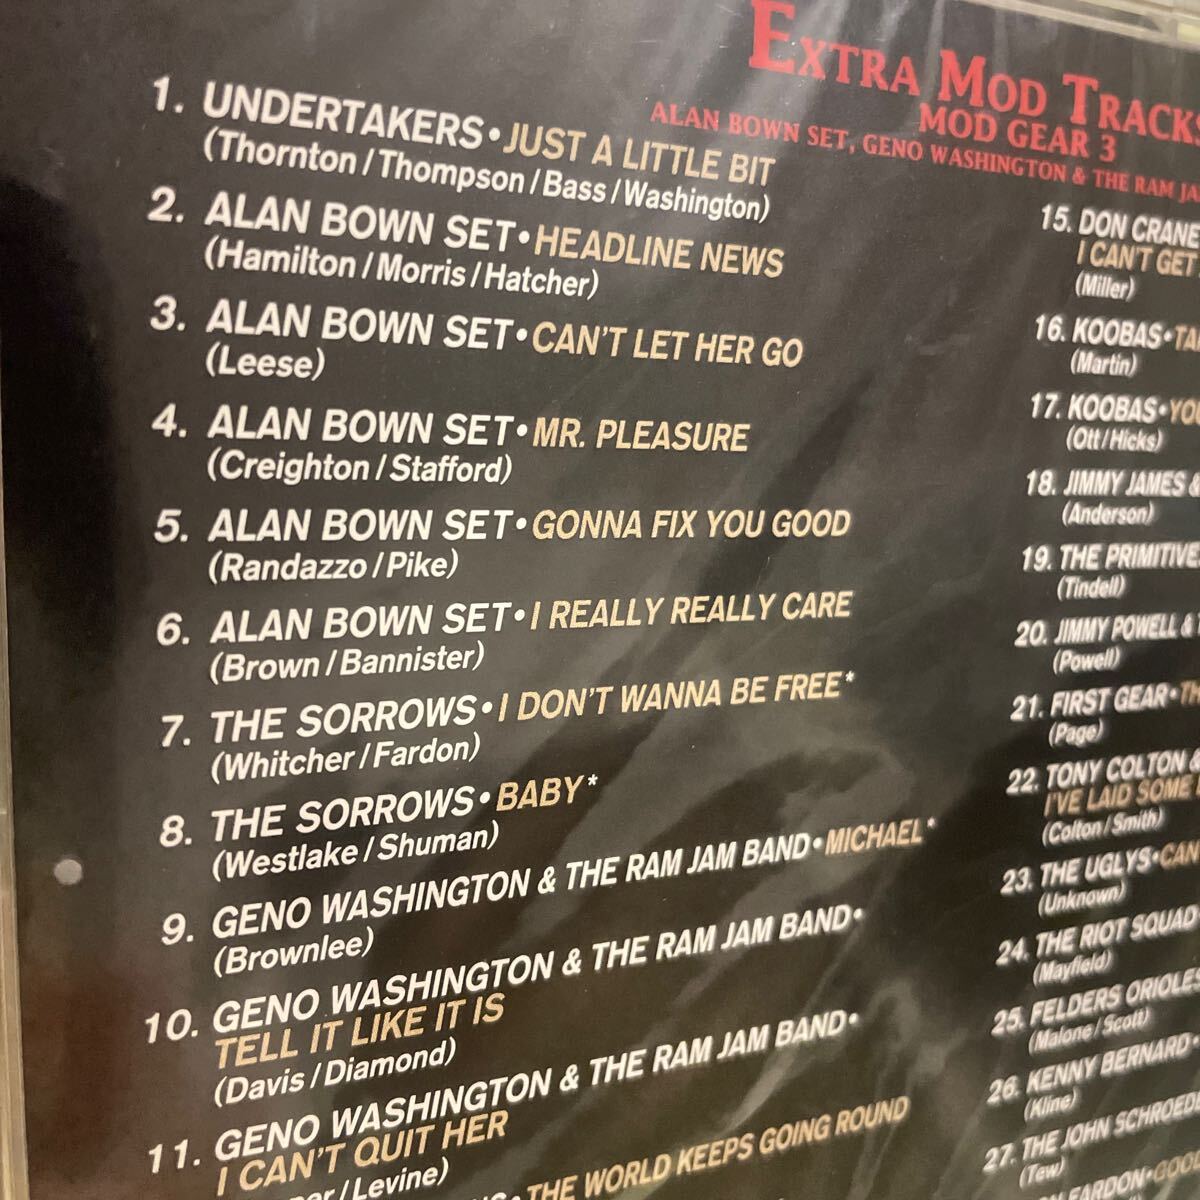 EXTRA MOD TRACKS
MOD GEAR 3
ALAN BOWN SET, GENO WASHINGTON & THE RAM
1. UNDERTAKERS•JUST A LITTLE BIT
(Thornton/Thompson/Bass/Washington)
2. ALAN BOWN SET•HEADLINE NEWS
(Hamilton/Morris/Hatcher)
3. ALAN BOWN SET•CAN'T LET HER GO
(Leese)
4. ALAN BOWN SET•MR. PLEASURE
(Creighton/Stafford)
5. ALAN BOWN SET•GONNA FIX YOU GOOD
(Randazzo/Pike)
6. ALAN BOWN SET•I REALLY REALLY CARE
(Brown/Bannister)
7. THE SORROWS•I DON'T WANNA BE FREE*
(Whitcher/Fardon)
8. THE SORROWS•BABY*
(Westlake/Shuman)
9. GENO WASHINGTON & THE RAM JAM BAND•MICHAEL*
(Brownlee)
10. GENO WASHINGTON & THE RAM JAM BAND•
TELL IT LIKE IT IS
(Davis/Diamond)
11. GENO WASHINGTON & THE RAM JAM BAND•
I CAN'T QUIT HER
/Levine)
THE WORLD KEEPS GOING ROUND
15. DON CRANE
I CAN'T GET
(Miller)
16. KOOBAS•
(Martin)
17. KOOBAS•
(Ott/Hicks)
18. JIMMY JAMES &
(Anderson)
19. THE PRIMITIVE
(Tindell)
20. JIMMY POWELL &
(Powell)
21. FIRST GEAR•
(Page)
22. TONY COLTON &
I'VE LAID
(Colton/Smith)
23. THE UGLYS•
(Unknown)
24. THE RIOT SQUAD
(Mayfield)
25. FELDERS ORIOLES
(Malone/Scott)
26. KENNY BERNARD•
(Kline)
27. THE JOHN
(Tew)
FARDON•